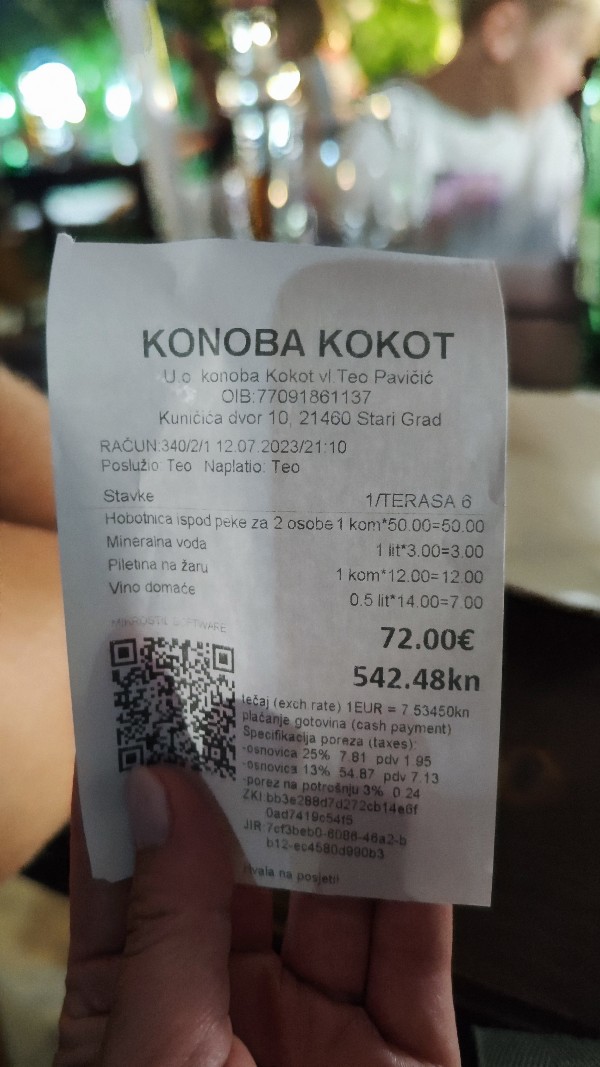 KONOBA KOKOT
U.o. konoba Kokot vl.Teo Pavičić
OIB:77091861137
Kuničića dvor 10, 21460 Stari Grad
RAČUN:340/2/1 12.07.2023/21:10
Poslužio: Teo Naplatio: Teo
Stavke 1/TERASA 6
Hobotnica ispod peke za 2 osobe 1 kom*50.00=50.00
Mineralna voda
1 lit*3.00=3.00
Piletina na žaru
1 kom*12.00=12.00
Vino domaće
0.5 lit*14.00=7.00
MIKROSTIL SOFTWARE
72.00€
542.48kn
tečaj (exch.rate) 1EUR = 7.53450kn
plaćanje gotovina (cash payment)
Specifikacija poreza (taxes):
-osnovica 25% 7.81 pdv 1.95
-osnovica 13% 54.87 pdv 7.13
-porez na potrošnju 3% 0.24
ZKI:bb3e288d7d272cb14e6f
0ad7419c54f5
JIR:7cf3beb0-6086-46a2-b
b12-ec4580d990b3
Hvala na posjeti!